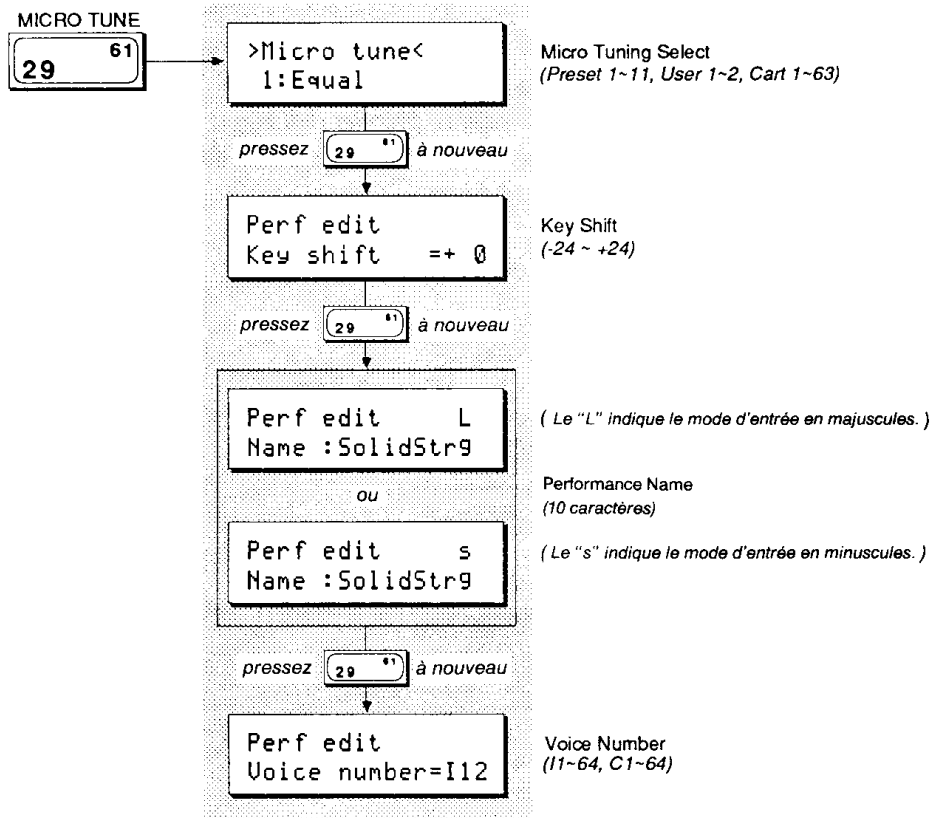 MICRO TUNE
29 61
>Micro tune<
1:Equal
Micro Tuning Select
(Preset 1~11, User 1~2, Cart 1~63)
pressez 29 61 à nouveau
Perf edit
Key shift =+ 0
Key Shift
(-24 ~ +24)
pressez 29 61 à nouveau
Perf edit L
Name :SolidStrg
( Le "L" indique le mode d'entrée en majuscules. )
ou
Performance Name
(10 caractères)
Perf edit s
Name :SolidStrg
( Le "s" indique le mode d'entrée en minuscules. )
pressez 29 61 à nouveau
Perf edit
Voice number=I12
Voice Number
(I1~64, C1~64)